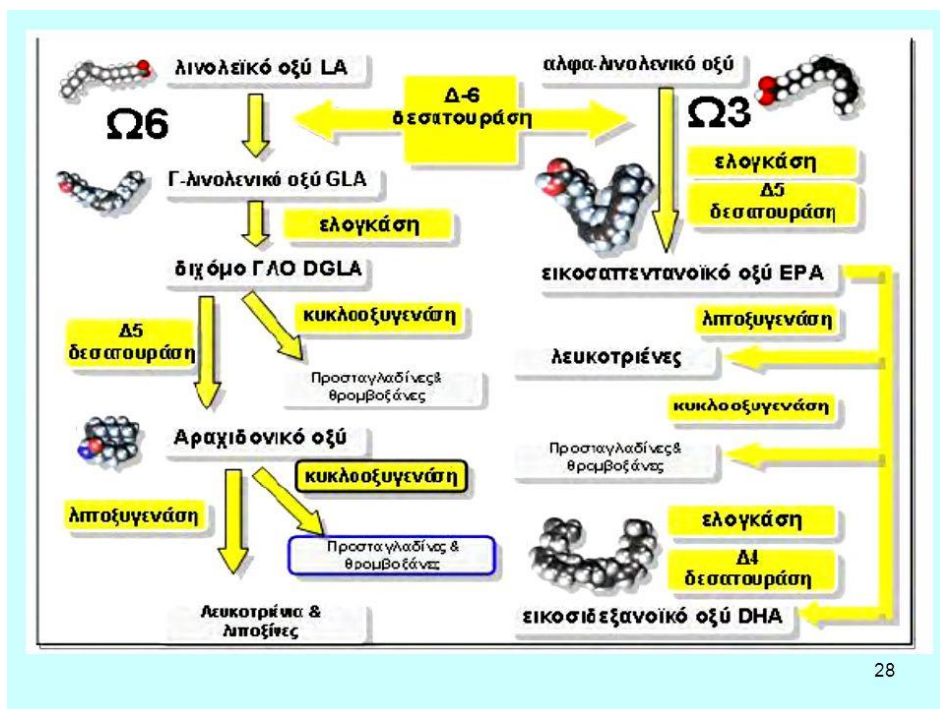 λινολεϊκό οξύ LA
Ω6
Γ-λινολενικό οξύ GLA
ελογκάση
διχόμο ΓΛΟ DGLA
κυκλοοξυγενάση
Δ5
δεσατουράση
Προσταγλαδίνες&
θρομβοξάνες
Αραχιδονικό οξύ
κυκλοοξυγενάση
λιποξυγενάση
Προσταγλαδίνες &
θρομβοξάνες
Λευκοτριένια &
λιποξίνες
Δ-6
δεσατουράση
αλφα-λινολενικό οξύ
Ω3
ελογκάση
Δ5
δεσατουράση
εικοσαπεντανοϊκό οξύ EPA
λιποξυγενάση
λευκοτριένες
κυκλοοξυγενάση
Προσταγλαδίνες&
θρομβοξάνες
ελογκάση
Δ4
δεσατουράση
εικοσιδεξανοϊκό οξύ DHA
28